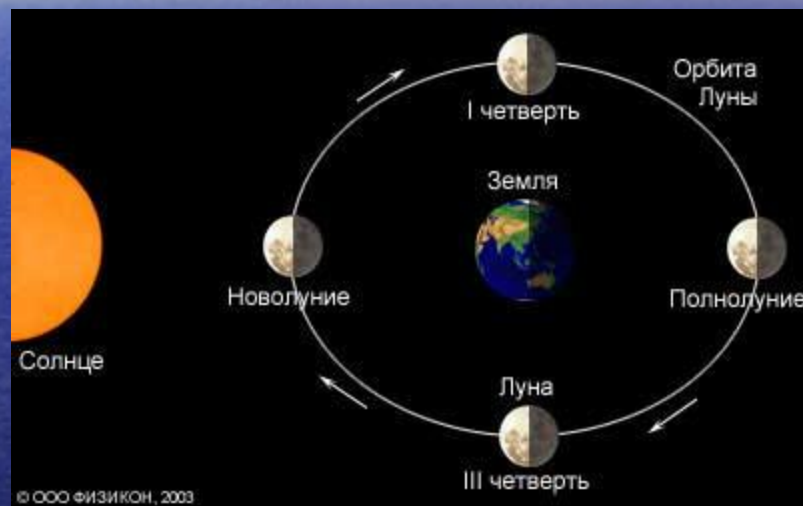 Орбита
Луны
I четверть
Земля
Новолуние
Полнолуние
Солнце
Луна
III четверть
© ООО ФИЗИКОН, 2003